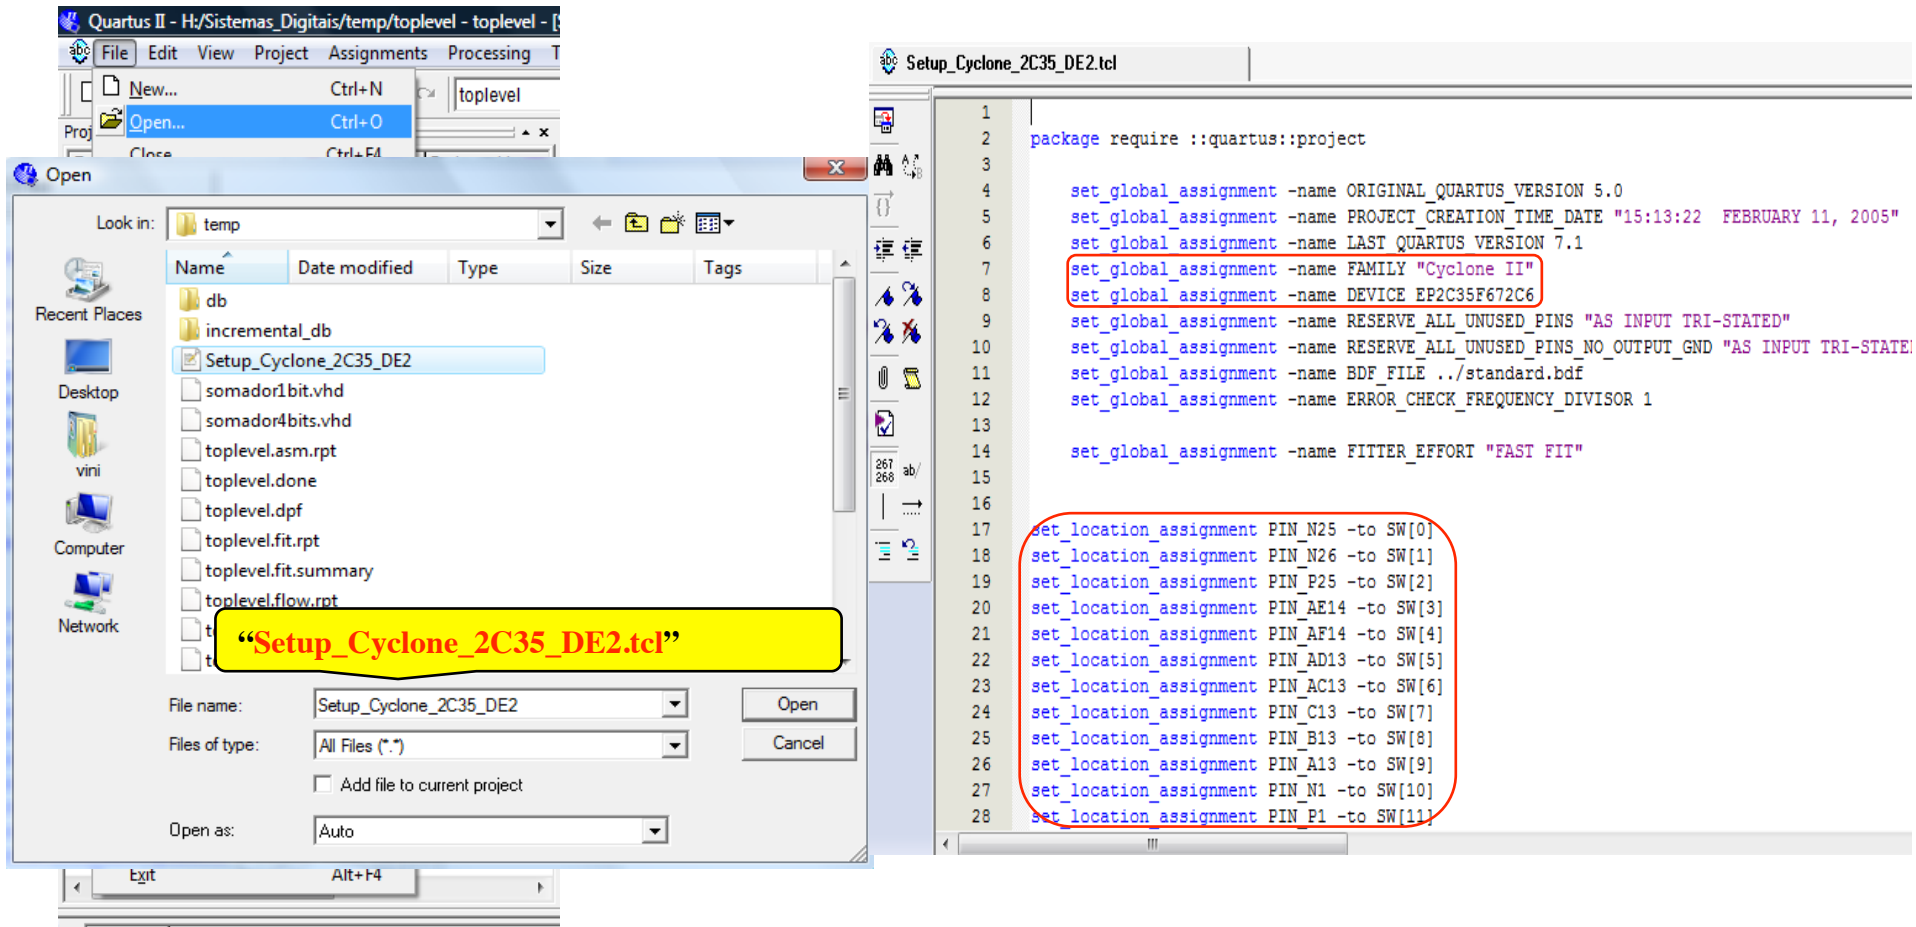 Quartus II - H:/Sistemas_Digitais/temp/toplevel - toplevel - [
File Edit View Project Assignments Processing T
New... Ctrl+N
toplevel
Open... Ctrl+O
Proj
Close Ctrl+F4
Open
Look in: temp
Name Date modified Type Size Tags
Recent Places
Desktop
vini
Computer
Network
db
incremental_db
Setup_Cyclone_2C35_DE2
somador1bit.vhd
somador4bits.vhd
toplevel.asm.rpt
toplevel.done
toplevel.dpf
toplevel.fit.rpt
toplevel.fit.summary
toplevel.flow.rpt
“Setup_Cyclone_2C35_DE2.tcl”
File name: Setup_Cyclone_2C35_DE2 Open
Files of type: All Files (*.*) Cancel
Add file to current project
Open as: Auto
Exit Alt+F4
Setup_Cyclone_2C35_DE2.tcl
267
268
ab/
1
2 package require ::quartus::project
3
4 set_global_assignment -name ORIGINAL_QUARTUS_VERSION 5.0
5 set_global_assignment -name PROJECT_CREATION_TIME_DATE "15:13:22 FEBRUARY 11, 2005"
6 set_global_assignment -name LAST_QUARTUS_VERSION 7.1
7 set_global_assignment -name FAMILY "Cyclone II"
8 set_global_assignment -name DEVICE EP2C35F672C6
9 set_global_assignment -name RESERVE_ALL_UNUSED_PINS "AS INPUT TRI-STATED"
10 set_global_assignment -name RESERVE_ALL_UNUSED_PINS_NO_OUTPUT_GND "AS INPUT TRI-STATE
11 set_global_assignment -name BDF_FILE ../standard.bdf
12 set_global_assignment -name ERROR_CHECK_FREQUENCY_DIVISOR 1
13
14 set_global_assignment -name FITTER_EFFORT "FAST FIT"
15
16
17 set_location_assignment PIN_N25 -to SW[0]
18 set_location_assignment PIN_N26 -to SW[1]
19 set_location_assignment PIN_P25 -to SW[2]
20 set_location_assignment PIN_AE14 -to SW[3]
21 set_location_assignment PIN_AF14 -to SW[4]
22 set_location_assignment PIN_AD13 -to SW[5]
23 set_location_assignment PIN_AC13 -to SW[6]
24 set_location_assignment PIN_C13 -to SW[7]
25 set_location_assignment PIN_B13 -to SW[8]
26 set_location_assignment PIN_A13 -to SW[9]
27 set_location_assignment PIN_N1 -to SW[10]
28 set_location_assignment PIN_P1 -to SW[11]